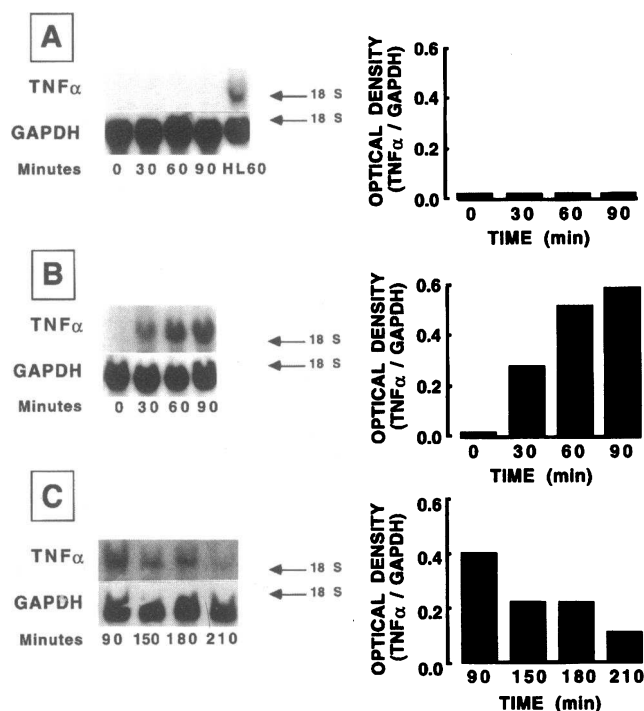 A
TNFα
← 18 S
GAPDH
← 18 S
Minutes 0 30 60 90 HL60
OPTICAL DENSITY
(TNFα / GAPDH)
0.6
0.4
0.2
0.0
0 30 60 90
TIME (min)
B
TNFα
← 18 S
GAPDH
← 18 S
Minutes 0 30 60 90
OPTICAL DENSITY
(TNFα / GAPDH)
0.6
0.4
0.2
0.0
0 30 60 90
TIME (min)
C
TNFα
← 18 S
GAPDH
← 18 S
Minutes 90 150 180 210
OPTICAL DENSITY
(TNFα / GAPDH)
0.4
0.2
0.0
90 150 180 210
TIME (min)